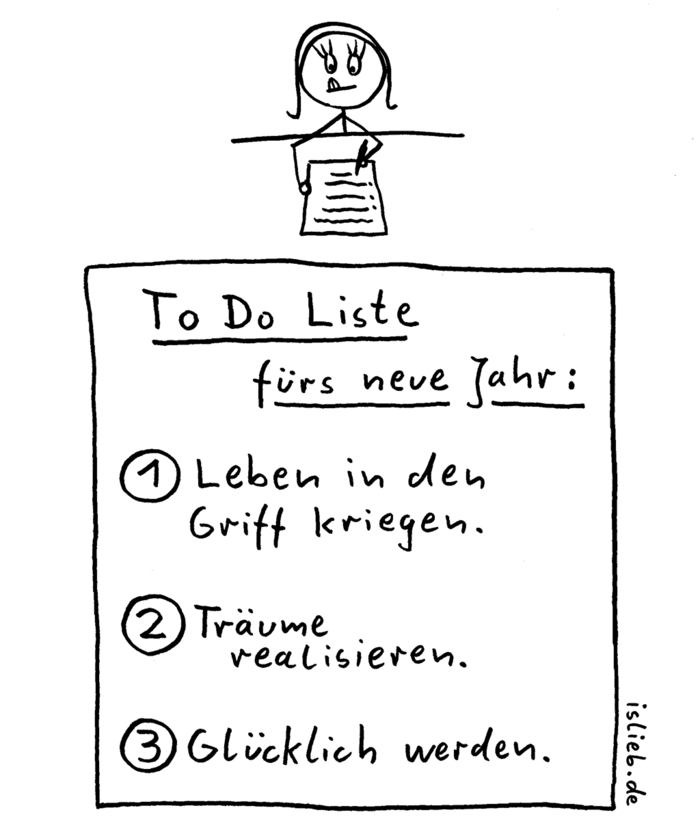 To Do Liste
fürs neue Jahr:
1 Leben in den
Griff kriegen.
2 Träume
realisieren.
3 Glücklich werden.
islieb.de